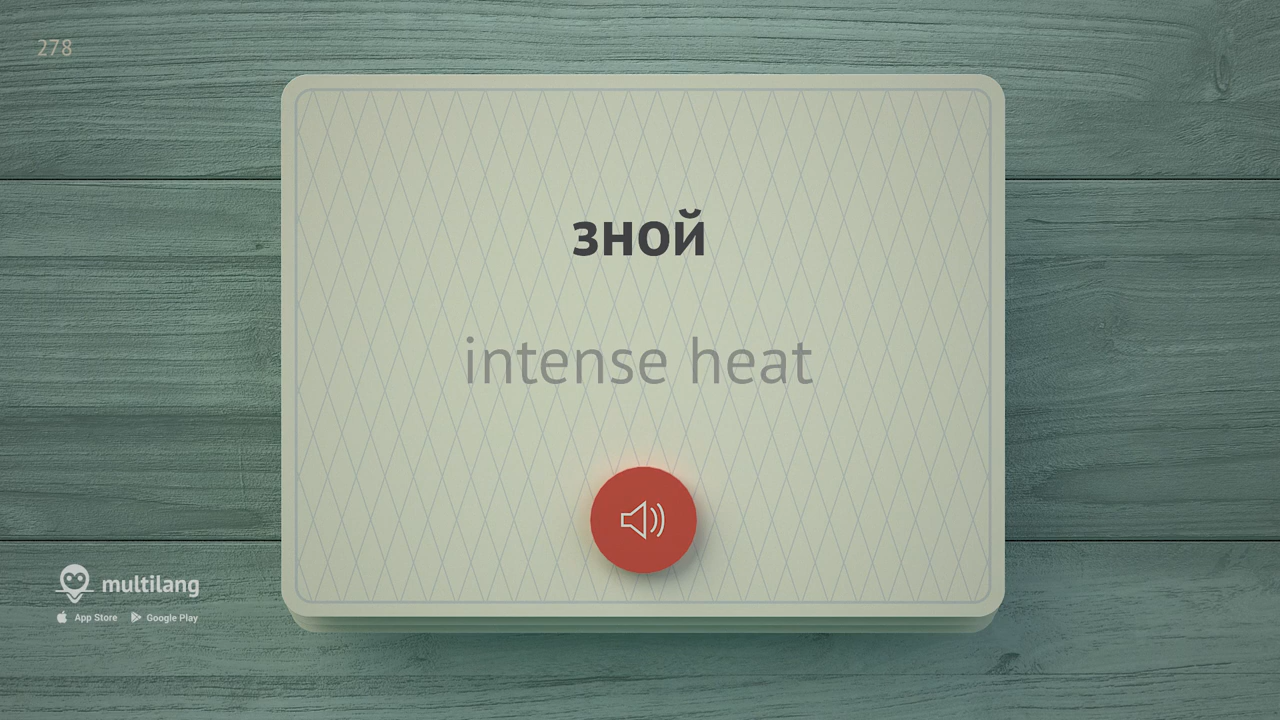 278
зной
intense heat
multilang
App Store
Google Play